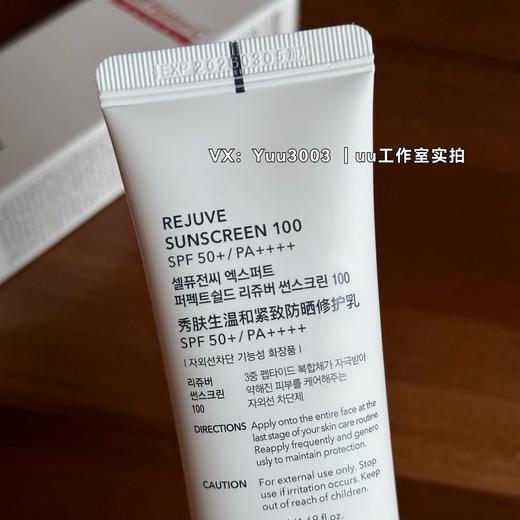 EXP20260305
VX: Yuu3003 | uu工作室实拍
REJUVE
SUNSCREEN 100
SPF 50+/PA++++
셀퓨전씨 엑스퍼트
퍼펙트쉴드 리쥬버 썬스크린 100
秀肤生温和紧致防晒修护乳
SPF 50+/PA++++
| 자외선차단 기능성 화장품 |
리쥬버
썬스크린
100
3중 펩타이드 복합체가 자극받아
약해진 피부를 케어해주는
자외선 차단제
DIRECTIONS
Apply onto the entire face at the
last stage of your skin care routine.
Reapply frequently and genero
usly to maintain protection.
CAUTION
For external use only. Stop
use if irritation occurs. Keep
out of reach of children.
fl.oz.